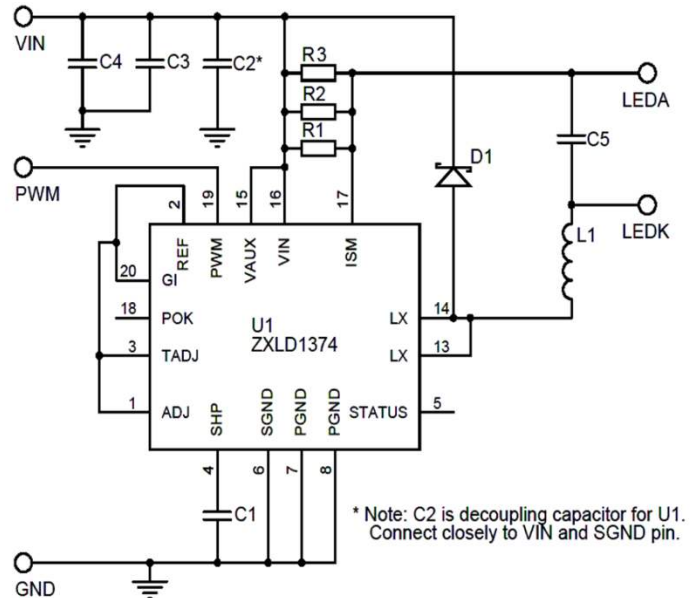 VIN
C4
C3
C2*
R3
R2
R1
LEDA
C5
D1
LEDK
L1
PWM
2
19
15
16
17
REF
PWM
VAUX
VIN
ISM
20
GI
18
POK
3
TADJ
1
ADJ
U1
ZXLD1374
LX
14
LX
13
STATUS
5
SHP
SGND
PGND
PGND
4
6
7
8
C1
* Note: C2 is decoupling capacitor for U1.
Connect closely to VIN and SGND pin.
GND